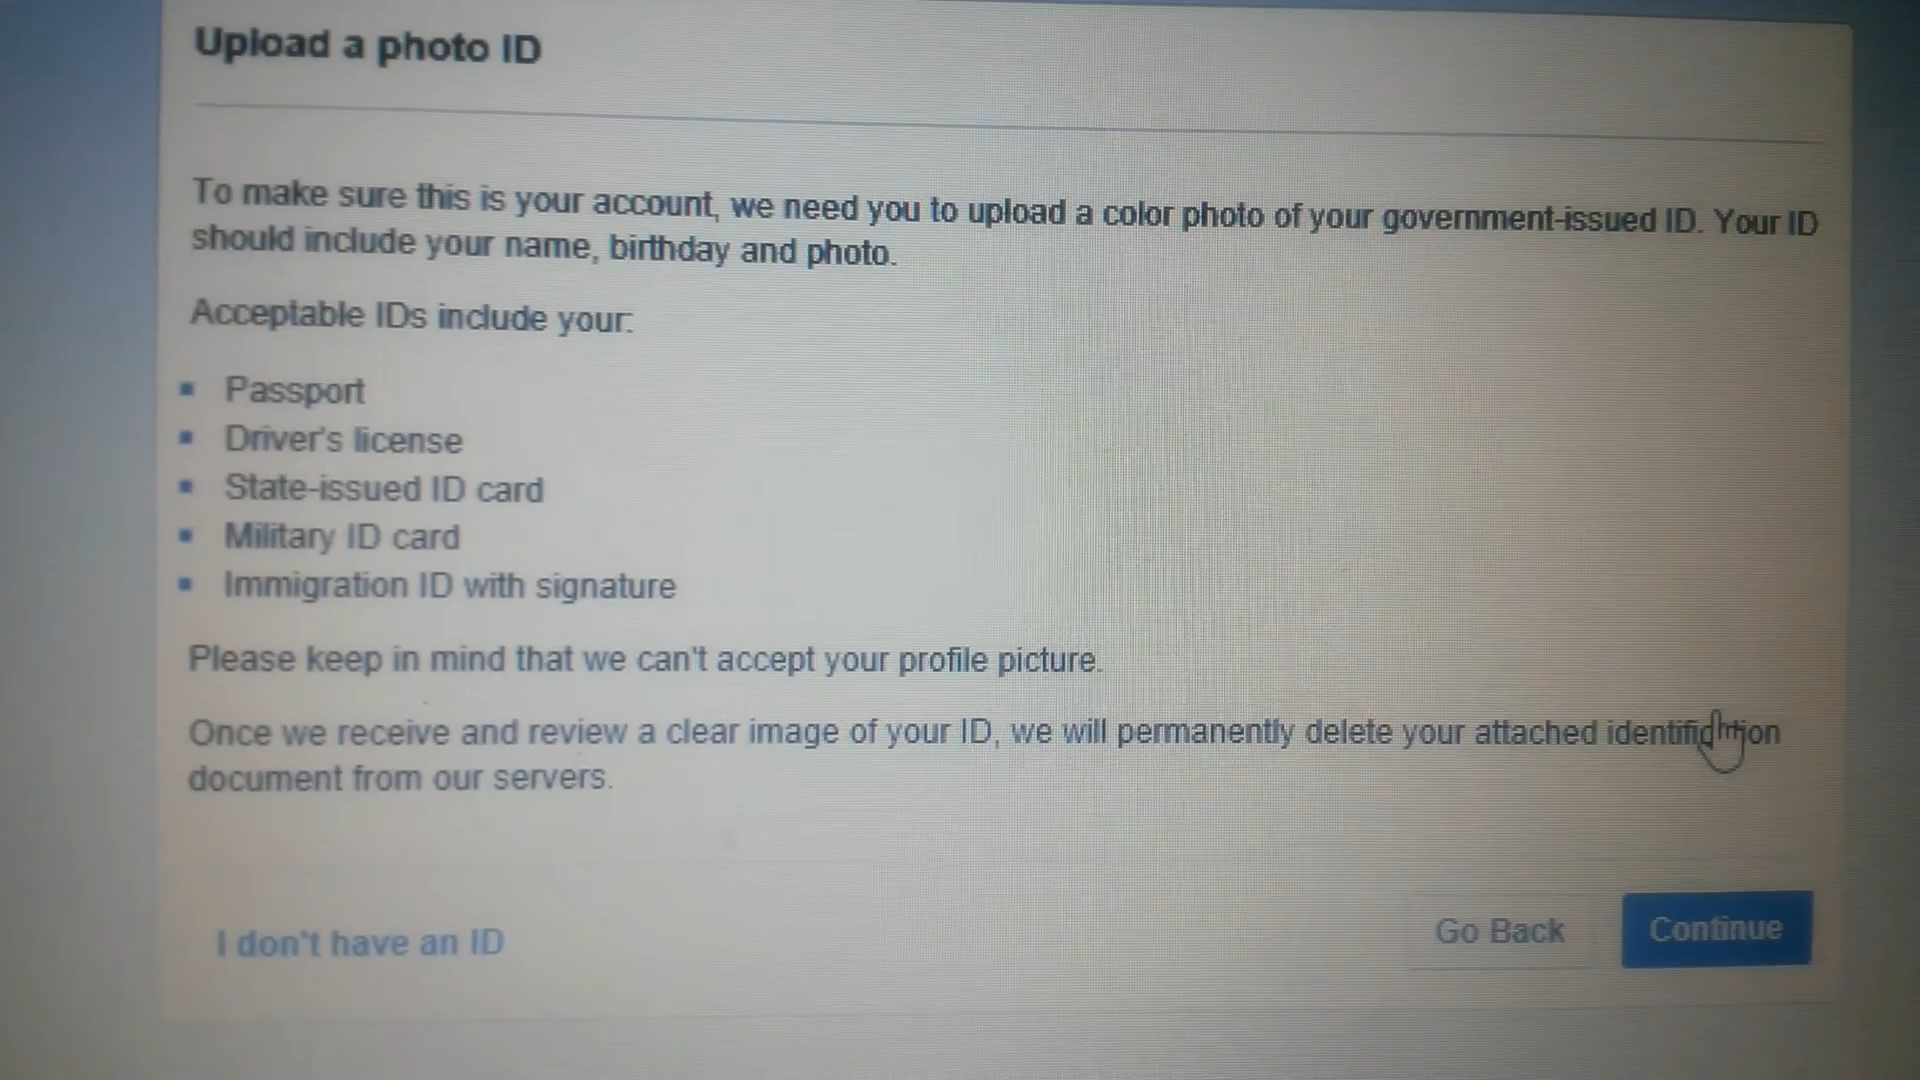 Upload a photo ID
To make sure this is your account, we need you to upload a color photo of your government-issued ID. Your ID
should include your name, birthday and photo.
Acceptable IDs include your:
Passport
Driver's license
State-issued ID card
Military ID card
Immigration ID with signature
Please keep in mind that we can't accept your profile picture.
Once we receive and review a clear image of your ID, we will permanently delete your attached identification
document from our servers.
I don't have an ID
Go Back
Continue